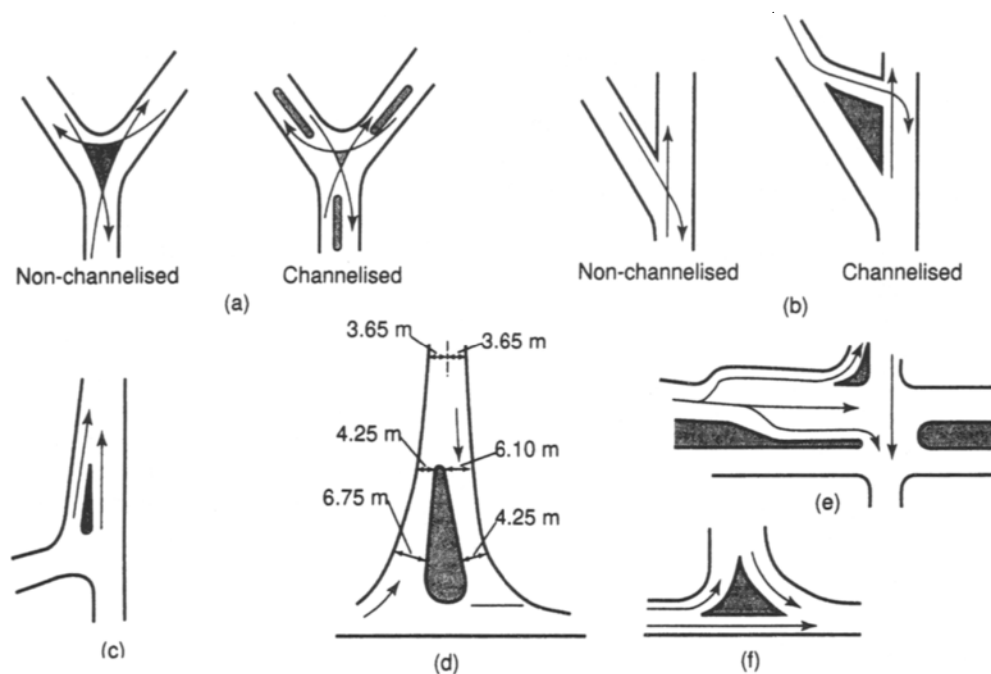 Non-channelised
Channelised
(a)
Non-channelised
Channelised
(b)
3.65 m
3.65 m
4.25 m
6.10 m
6.75 m
4.25 m
(c)
(d)
(e)
(f)